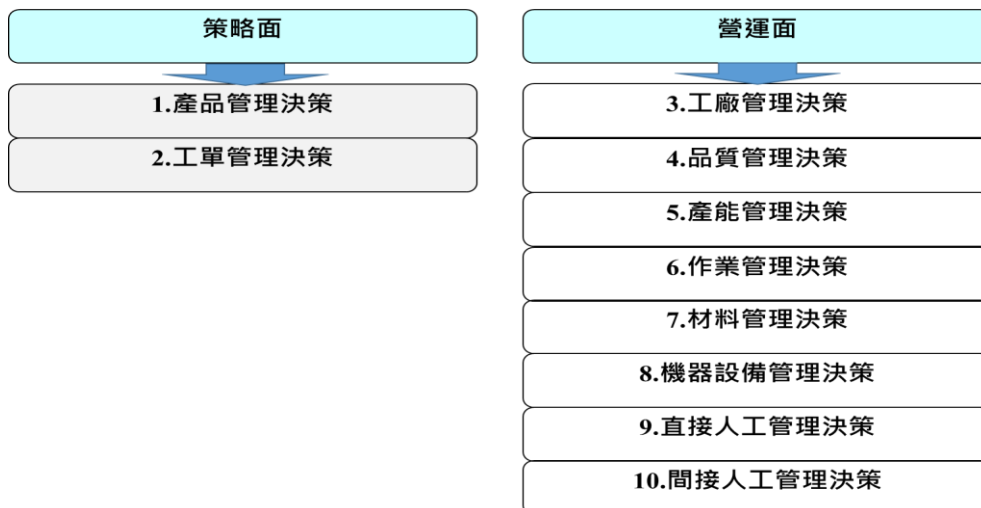 策略面
1.產品管理決策
2.工單管理決策
營運面
3.工廠管理決策
4.品質管理決策
5.產能管理決策
6.作業管理決策
7.材料管理決策
8.機器設備管理決策
9.直接人工管理決策
10.間接人工管理決策